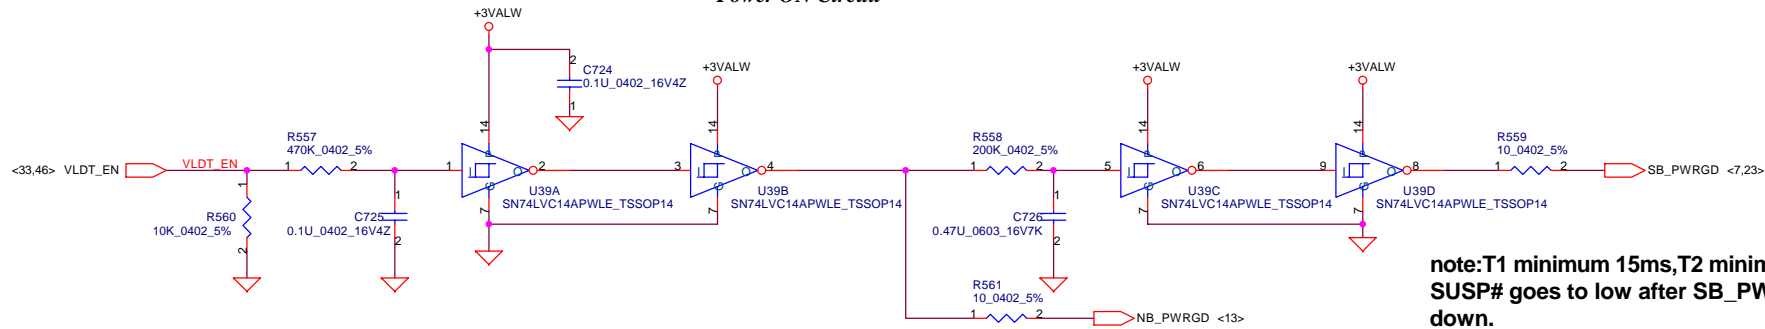 +3VALW
C724
0.1U_0402_16V4Z
2
1
+3VALW
+3VALW
+3VALW
14
14
14
14
<33,46> VLDT_EN
VLDT_EN
R557
470K_0402_5%
1 2
1 2
U39A
SN74LVC14APWLE_TSSOP14
7
3 4
U39B
SN74LVC14APWLE_TSSOP14
7
R558
200K_0402_5%
1 2
5 6
U39C
SN74LVC14APWLE_TSSOP14
7
9 8
U39D
SN74LVC14APWLE_TSSOP14
7
R559
10_0402_5%
1 2
SB_PWRGD <7,23>
R560
10K_0402_5%
1
2
C725
0.1U_0402_16V4Z
1
2
C726
0.47U_0603_16V7K
1
2
R561
10_0402_5%
1 2
NB_PWRGD <13>
note:T1 minimum 15ms,T2
SUSP# goes to low after
down.